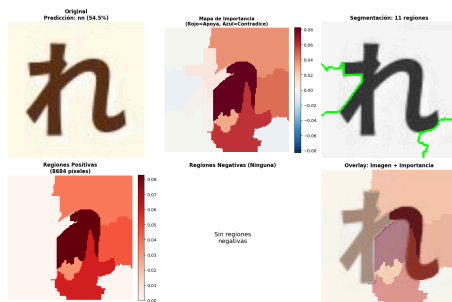 Original
Predicción: nn (54.5%)
れ
Mapa de Importancia
(Rojo=Apoya, Azul=Contradice)
0.08
0.06
0.04
0.02
0.00
-0.02
-0.04
-0.06
-0.08
Segmentación: 11 regiones
れ
Regiones Positivas
(8684 píxeles)
0.08
0.07
0.06
0.05
0.04
0.03
0.02
0.01
0.00
Regiones Negativas (Ninguna)
Sin regiones
negativas
Overlay: Imagen + Importancia
れ